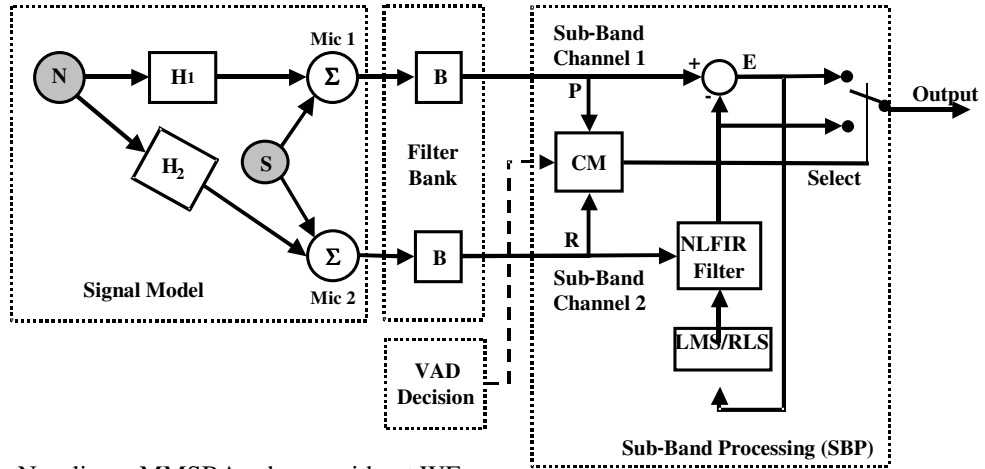 Mic 1
Sub-Band
Channel 1
N
H1
Σ
B
+
E
-
P
Output
H2
S
Filter
Bank
CM
Select
R
NLFIR
Filter
Σ
B
Signal Model
Mic 2
Sub-Band
Channel 2
LMS/RLS
VAD
Decision
Sub-Band Processing (SBP)